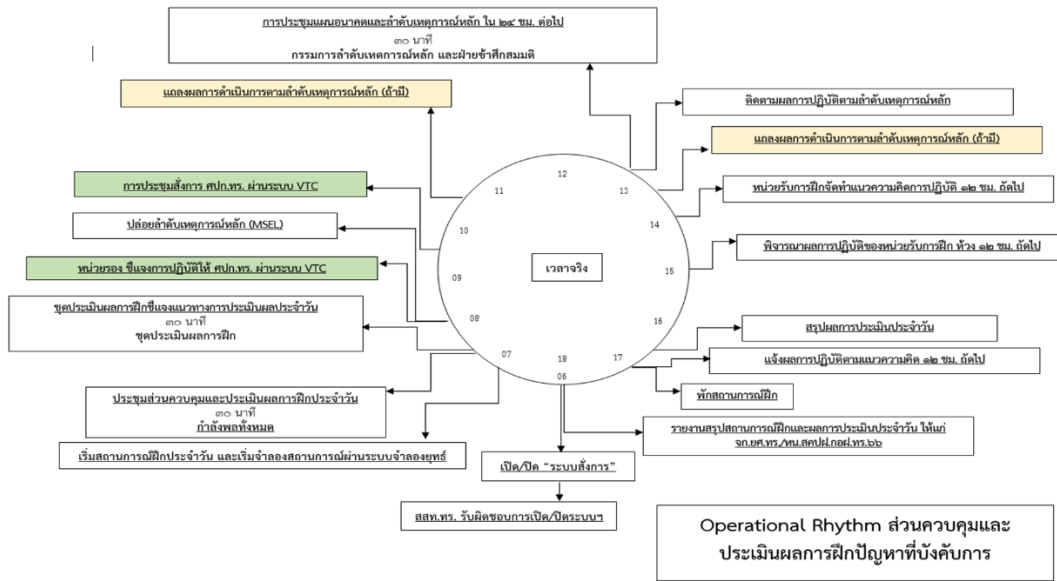 การประชุมแผนอนาคตและลำดับเหตุการณ์หลัก ใน ๒๔ ชม. ต่อไป
๓๐ นาที
กรรมการลำดับเหตุการณ์หลัก และฝ่ายข้าศึกสมมติ
แถลงผลการดำเนินการตามลำดับเหตุการณ์หลัก (ถ้ามี)
ติดตามผลการปฏิบัติตามลำดับเหตุการณ์หลัก
แถลงผลการดำเนินการตามลำดับเหตุการณ์หลัก (ถ้ามี)
การประชุมสั่งการ ศปก.ทร. ผ่านระบบ VTC
หน่วยรับการฝึกจัดทำแนวความคิดการปฏิบัติ ๑๒ ชม. ถัดไป
ปล่อยลำดับเหตุการณ์หลัก (MSEL)
พิจารณาผลการปฏิบัติของหน่วยรับการฝึก ห้วง ๑๒ ชม. ถัดไป
หน่วยรอง ชี้แจงการปฏิบัติให้ ศปก.ทร. ผ่านระบบ VTC
12
11
13
10
14
09
15
เวลาจริง
08
16
07
17
18
06
ชุดประเมินผลการฝึกชี้แจงแนวทางการประเมินผลประจำวัน
๓๐ นาที
ชุดประเมินผลการฝึก
สรุปผลการประเมินประจำวัน
แจ้งผลการปฏิบัติตามแนวความคิด ๑๒ ชม. ถัดไป
พักสถานการณ์ฝึก
ประชุมส่วนควบคุมและประเมินผลการฝึกประจำวัน
๓๐ นาที
กำลังพลทั้งหมด
รายงานสรุปสถานการณ์ฝึกและผลการประเมินประจำวัน ให้แก่
จก.ยศ.ทร./หน.สคปฝ.กอฝ.ทร.๖๖
เริ่มสถานการณ์ฝึกประจำวัน และเริ่มจำลองสถานการณ์ผ่านระบบจำลองยุทธ์
เปิด/ปิด “ระบบสั่งการ”
สสท.ทร. รับผิดชอบการเปิด/ปิดระบบฯ
Operational Rhythm ส่วนควบคุมและ
ประเมินผลการฝึกปัญหาที่บังคับการ